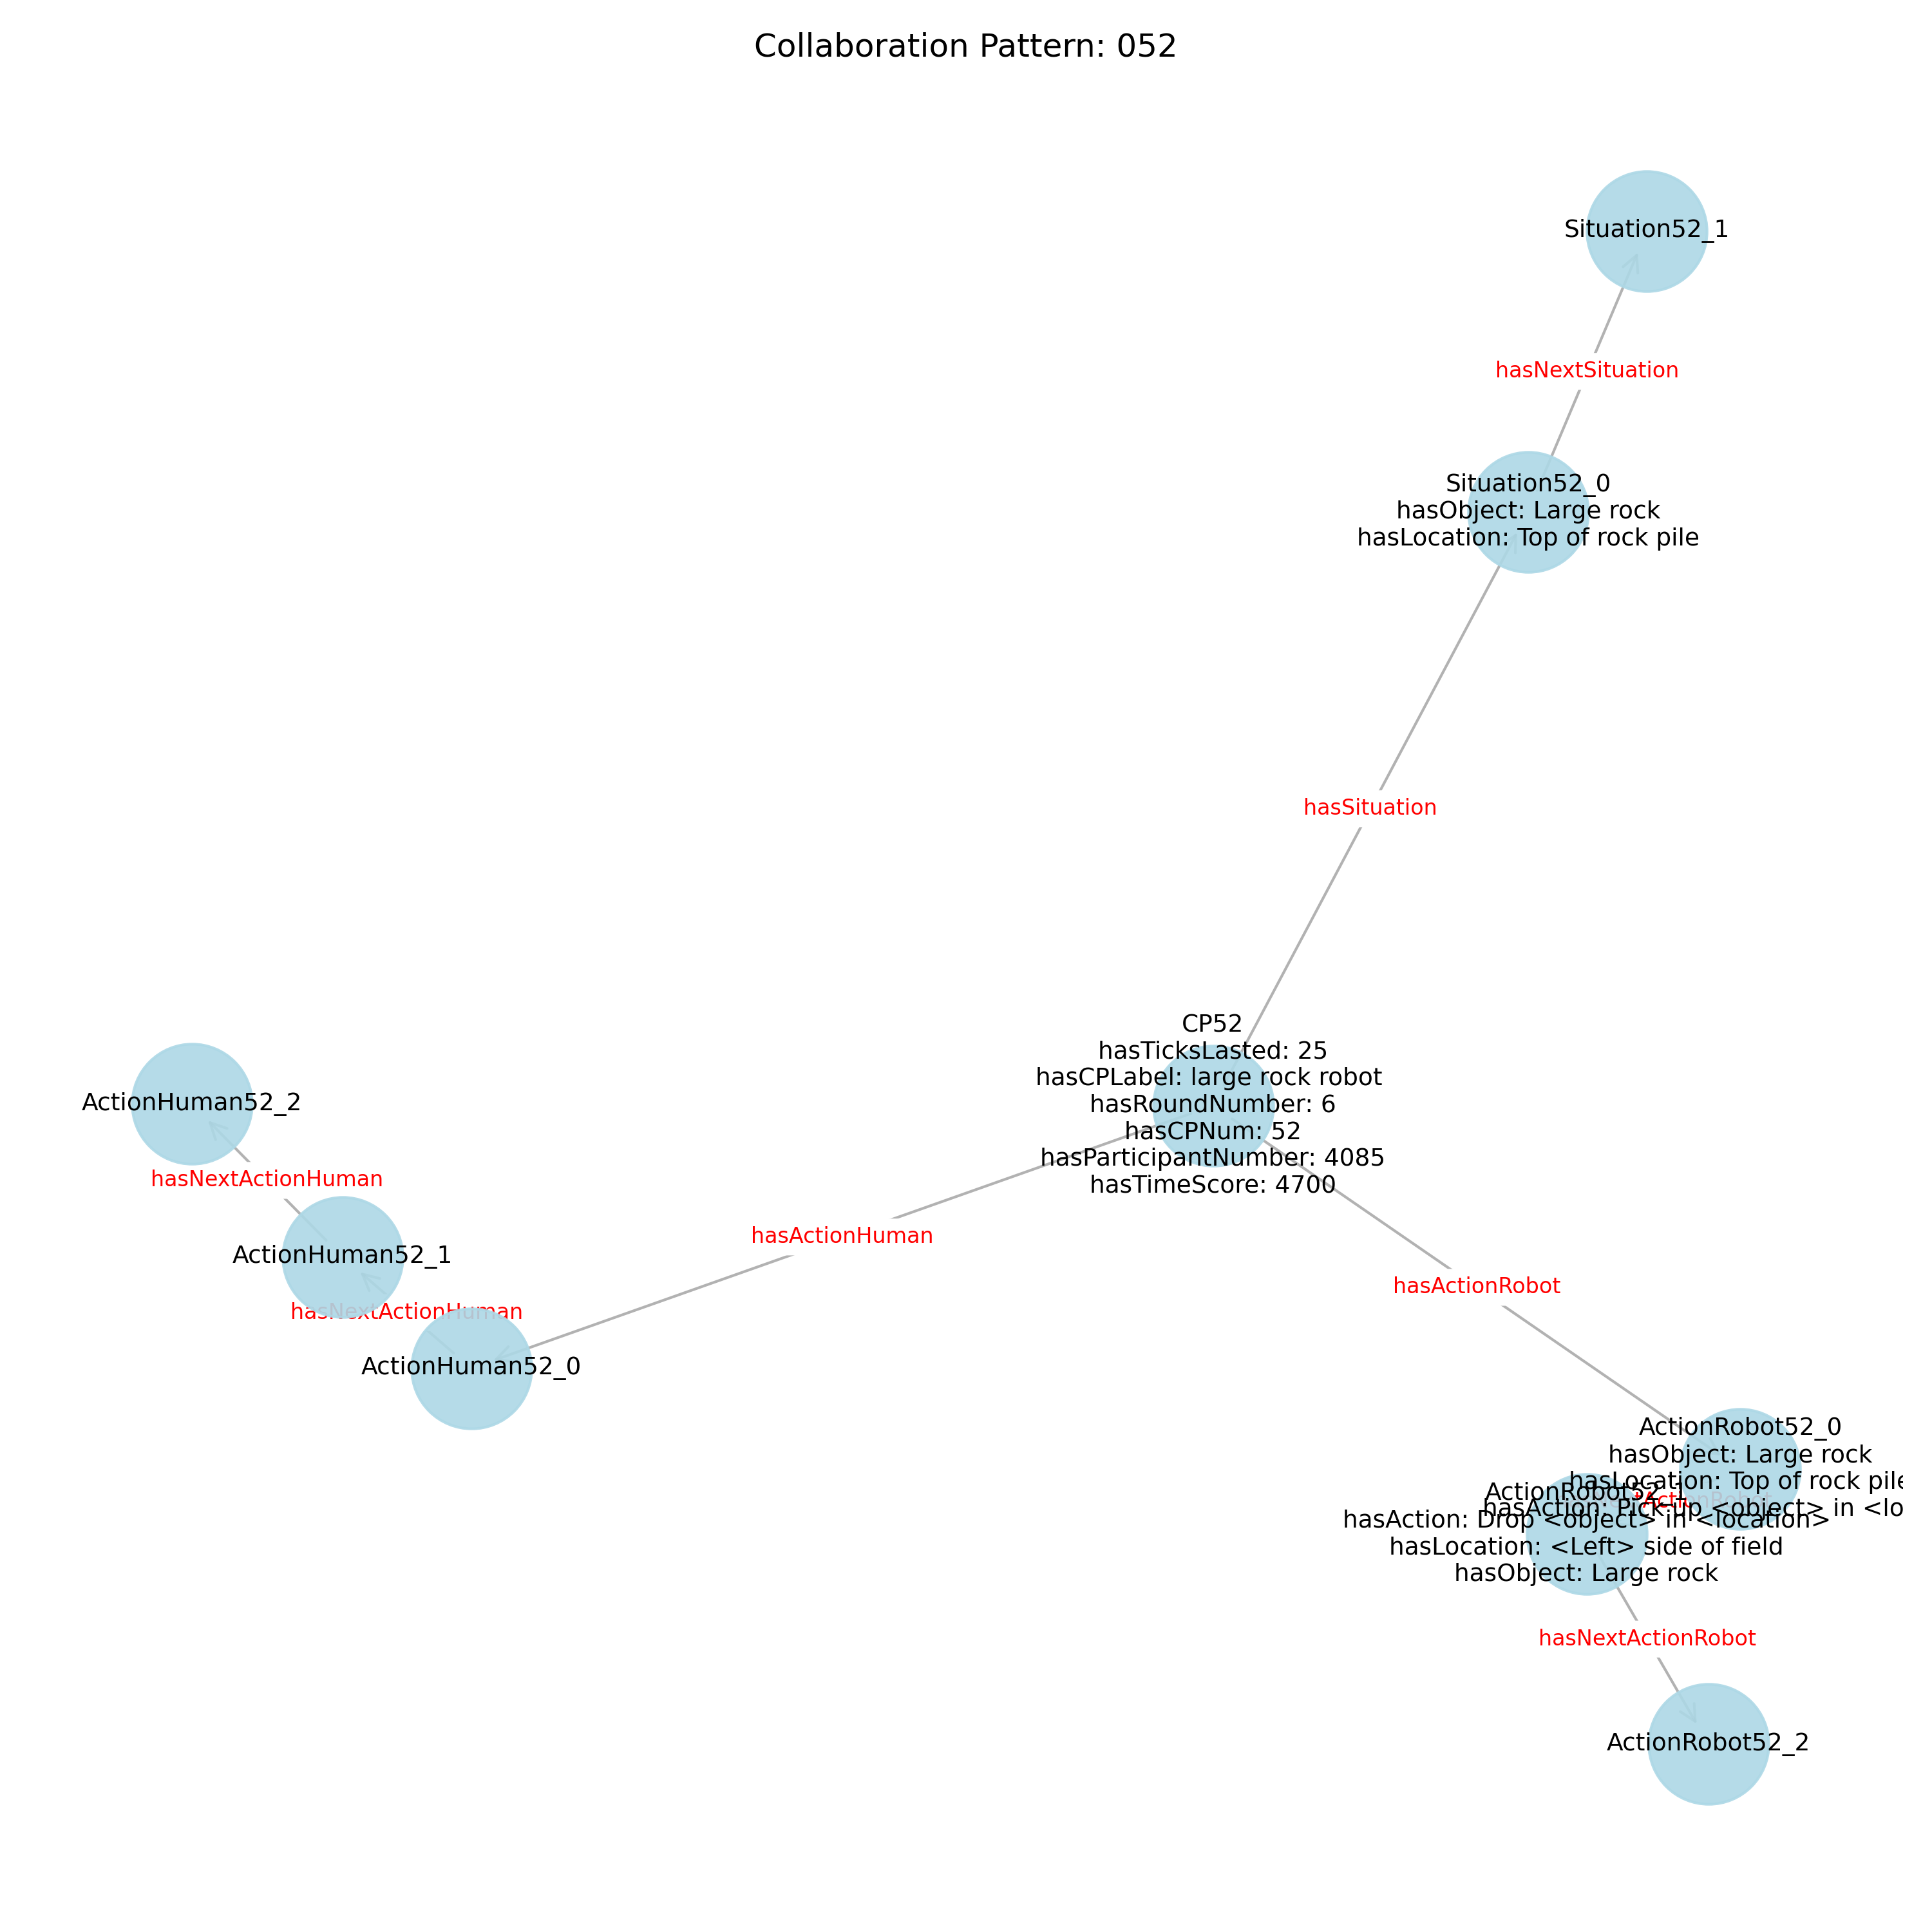 Collaboration Pattern: 052
Situation52_1
hasNextSituation
Situation52_0
hasObject: Large rock
hasLocation: Top of rock pile
hasSituation
CP52
hasTicksLasted: 25
hasCPLabel: large rock robot
hasRoundNumber: 6
hasCPNum: 52
hasParticipantNumber: 4085
hasTimeScore: 4700
ActionHuman52_2
hasNextActionHuman
ActionHuman52_1
hasNextActionHuman
ActionHuman52_0
hasActionHuman
hasActionRobot
ActionRobot52_0
hasObject: Large rock
hasLocation: Top of rock pile
hasAction: Pick up <object> in <lo
ActionRobot52_1
hasAction: Drop <object> in <location>
hasLocation: <Left> side of field
hasObject: Large rock
hasNextActionRobot
ActionRobot52_2